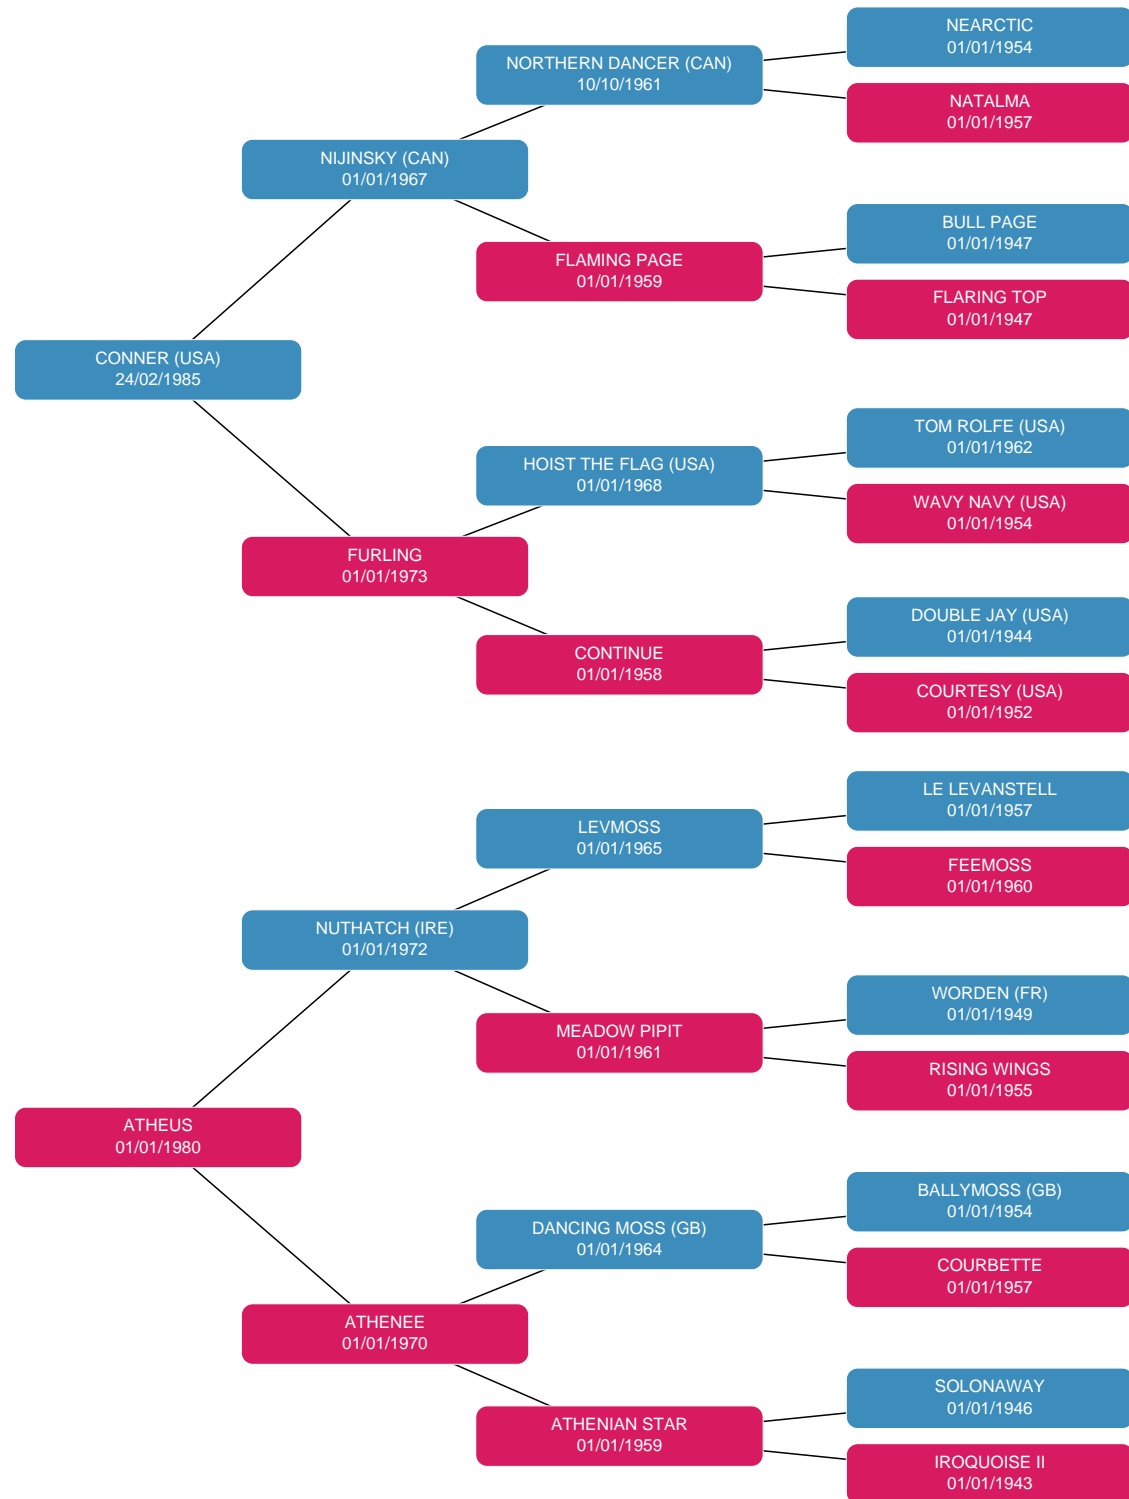 NEARCTIC
01/01/1954
NORTHERN DANCER (CAN)
10/10/1961
NATALMA
01/01/1957
NIJINSKY (CAN)
01/01/1967
BULL PAGE
01/01/1947
FLAMING PAGE
01/01/1959
FLARING TOP
01/01/1947
CONNER (USA)
24/02/1985
TOM ROLFE (USA)
01/01/1962
HOIST THE FLAG (USA)
01/01/1968
WAVY NAVY (USA)
01/01/1954
FURLING
01/01/1973
DOUBLE JAY (USA)
01/01/1944
CONTINUE
01/01/1958
COURTESY (USA)
01/01/1952
LE LEVANSTELL
01/01/1957
LEVMOSS
01/01/1965
FEEMOSS
01/01/1960
NUTHATCH (IRE)
01/01/1972
WORDEN (FR)
01/01/1949
MEADOW PIPIT
01/01/1961
RISING WINGS
01/01/1955
ATHEUS
01/01/1980
BALLYMOSS (GB)
01/01/1954
DANCING MOSS (GB)
01/01/1964
COURBETTE
01/01/1957
ATHENEE
01/01/1970
SOLONAWAY
01/01/1946
ATHENIAN STAR
01/01/1959
IROQUOISE II
01/01/1943